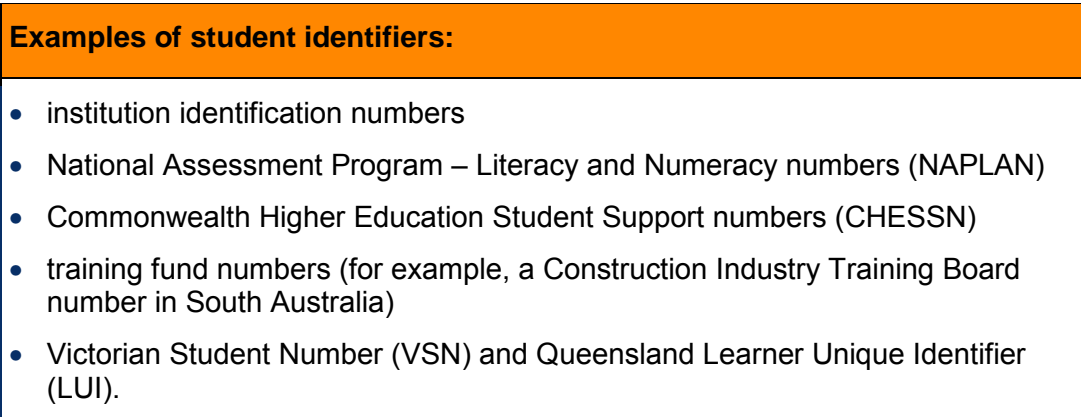 Examples of student identifiers:
• institution identification numbers
• National Assessment Program – Literacy and Numeracy numbers (NAPLAN)
• Commonwealth Higher Education Student Support numbers (CHESSN)
• training fund numbers (for example, a Construction Industry Training Board
number in South Australia)
• Victorian Student Number (VSN) and Queensland Learner Unique Identifier
(LUI).